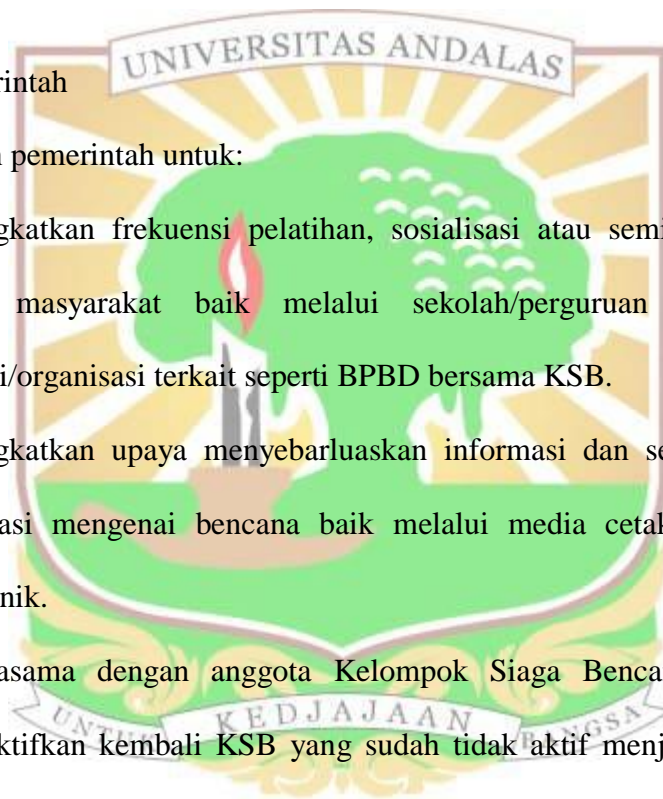 UNIVERSITAS ANDALAS
rintah
n pemerintah untuk:
gkatkan frekuensi pelatihan, sosialisasi atau semi
masyarakat baik melalui sekolah/perguruan
i/organisasi terkait seperti BPBD bersama KSB.
gkatkan upaya menyebarluaskan informasi dan se
asi mengenai bencana baik melalui media cetak
nik.
asama dengan anggota Kelompok Siaga Benca
UNTUK KEDJAJAAN BANGSA
ktifkan kembali KSB yang sudah tidak aktif menj